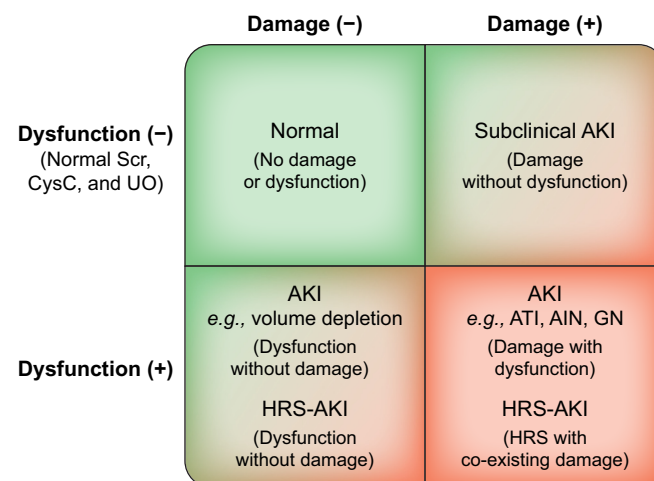 Damage (−)
Damage (+)
Dysfunction (−)
(Normal Scr,
CysC, and UO)
Normal
(No damage
or dysfunction)
Subclinical AKI
(Damage
without dysfunction)
Dysfunction (+)
AKI
e.g., volume depletion
(Dysfunction
without damage)
HRS-AKI
(Dysfunction
without damage)
AKI
e.g., ATI, AIN, GN
(Damage with
dysfunction)
HRS-AKI
(HRS with
co-existing damage)